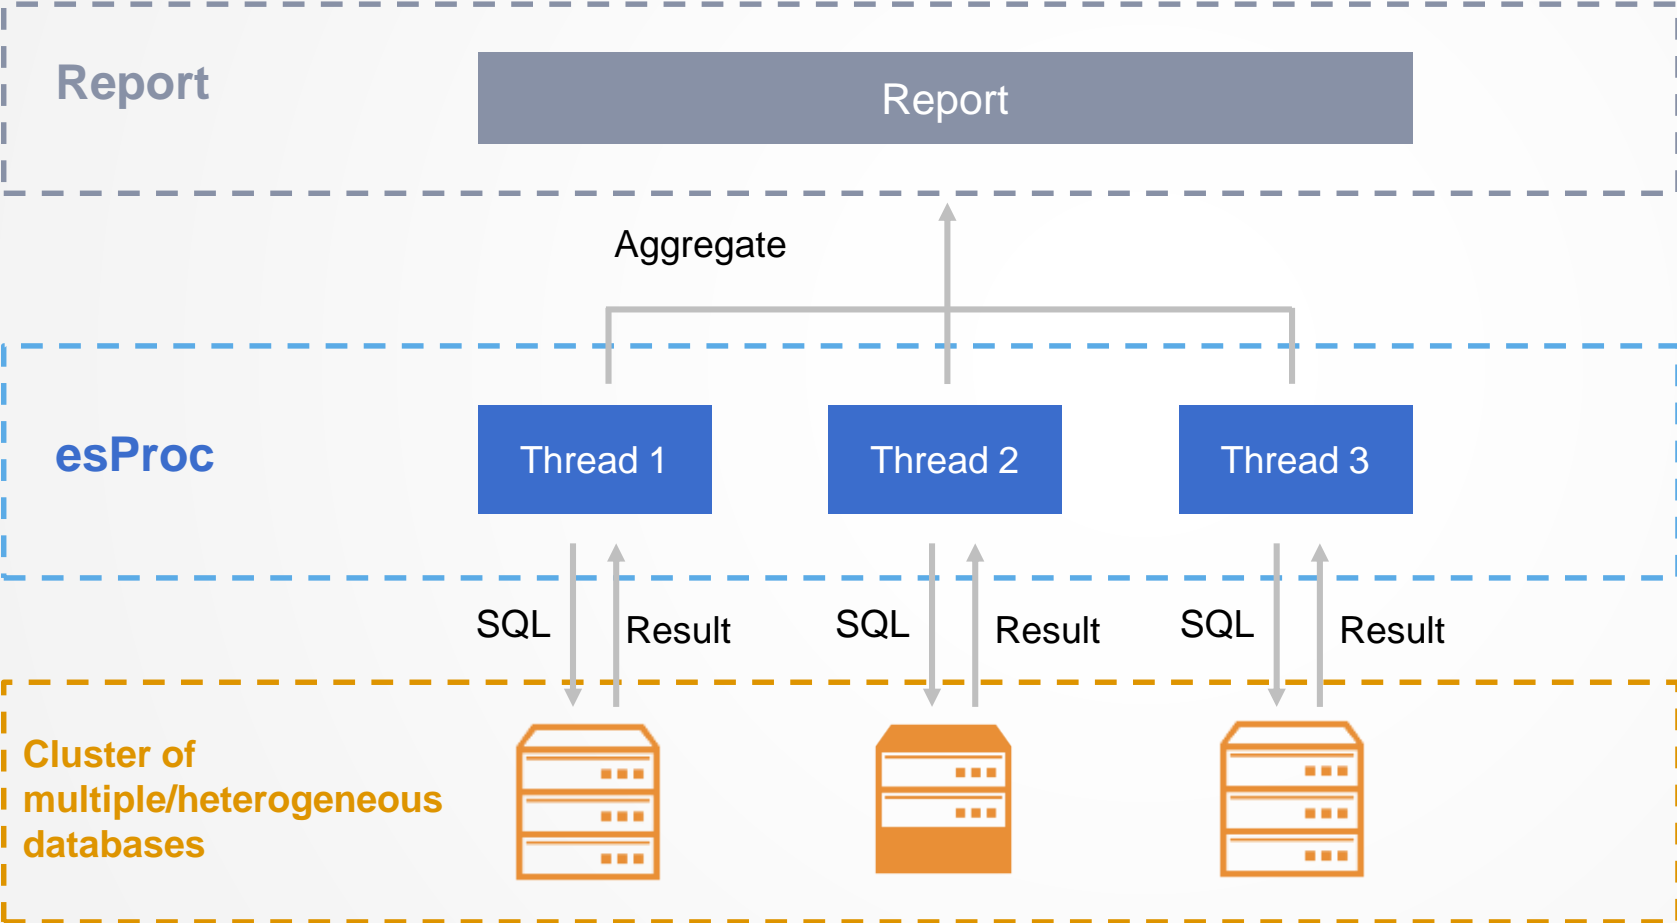 Report
Report
Aggregate
esProc
Thread 1
Thread 2
Thread 3
SQL
Result
SQL
Result
SQL
Result
Cluster of
multiple/heterogeneous
databases